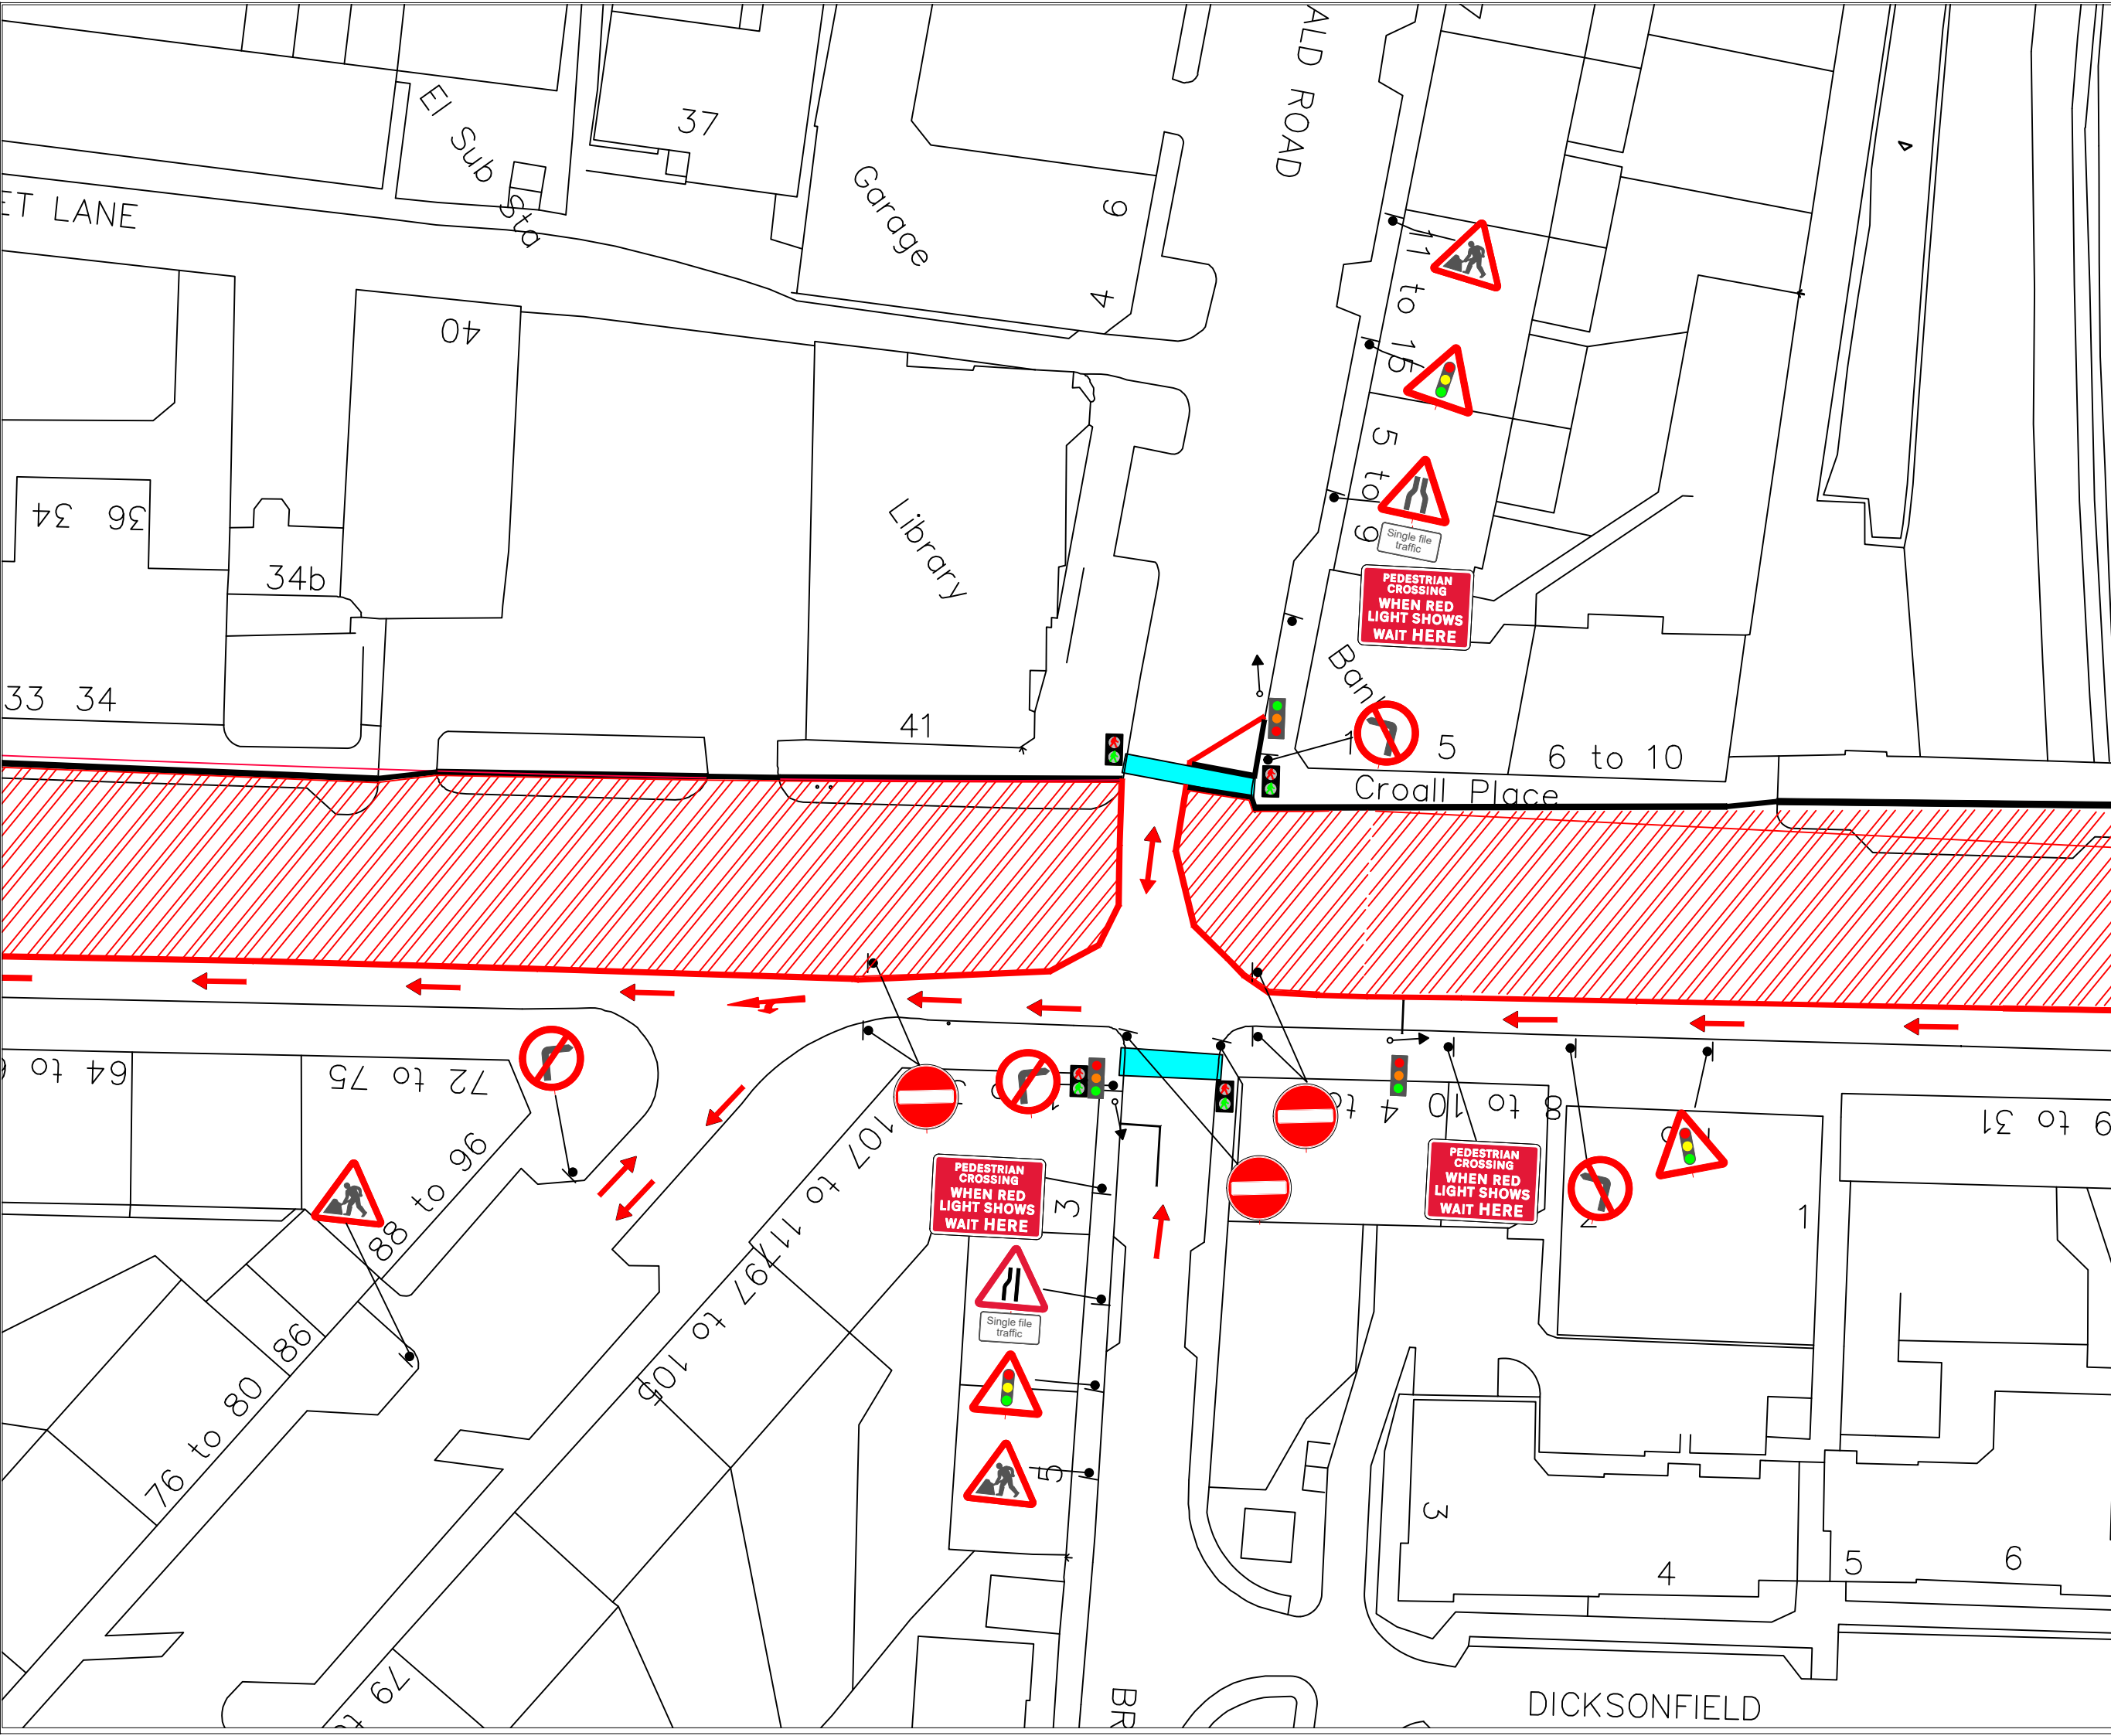 ALD ROAD
El Sub Sta
37
Garage
9
4
ET LANE
11 to 15
40
5 to 9
Single file
traffic
36 34
34b
Library
PEDESTRIAN
CROSSING
WHEN RED
LIGHT SHOWS
WAIT HERE
33 34
41
1
5
6 to 10
Croall Place
64 to
72 to 75
96
88 to
107 to 117
97 to 105
86
76 to 80
79
PEDESTRIAN
CROSSING
WHEN RED
LIGHT SHOWS
WAIT HERE
3
Single file
traffic
5
4 to
8 to 10
PEDESTRIAN
CROSSING
WHEN RED
LIGHT SHOWS
WAIT HERE
2
1
9 to 31
3
4
5
6
DICKSONFIELD
BR